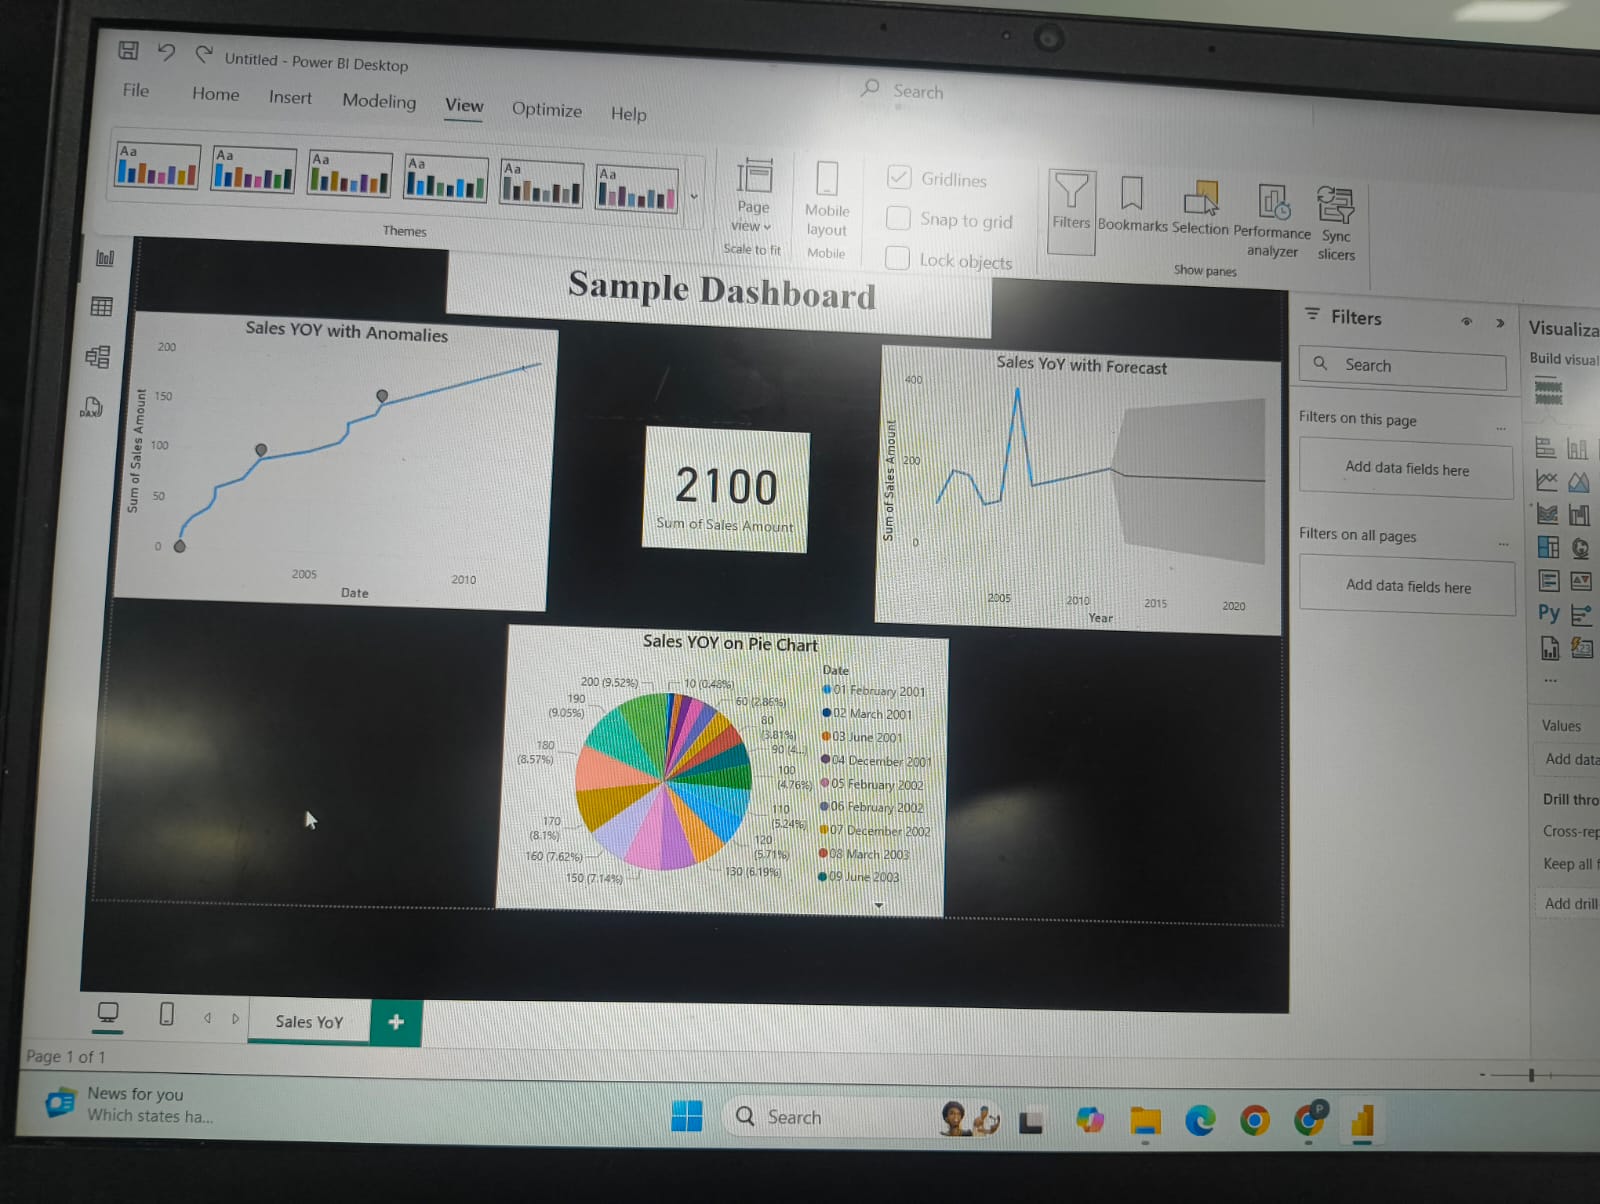 Untitled - Power BI Desktop
Search
File Home Insert Modeling View Optimize Help
Aa Aa Aa Aa Aa Aa
Themes
Page view
Scale to fit
Mobile layout
Mobile
Gridlines
Snap to grid
Lock objects
Filters
Bookmarks
Selection
Performance analyzer
Sync slicers
Show panes
DAX
Sample Dashboard
Sales YOY with Anomalies
Sum of Sales Amount
200
150
100
50
0
2005 2010
Date
2100
Sum of Sales Amount
Sales YoY with Forecast
Sum of Sales Amount
400
200
0
2005 2010 2015 2020
Year
Sales YOY on Pie Chart
200 (9.52%)
10 (0.48%)
190
(9.05%)
60 (2.86%)
80
(3.81%)
180
(8.57%)
90 (4...)
100
(4.76%)
110
(5.24%)
170
(8.1%)
120
(5.71%)
160 (7.62%)
130 (6.19%)
150 (7.14%)
Date
01 February 2001
02 March 2001
03 June 2001
04 December 2001
05 February 2002
06 February 2002
07 December 2002
08 March 2003
09 June 2003
Filters
Search
Filters on this page
...
Add data fields here
Filters on all pages
...
Add data fields here
Visualiza
Build visual
Py
123
...
Values
Add data
Drill thro
Cross-rep
Keep all f
Add drill
Sales YoY
+
Page 1 of 1
News for you
Which states ha...
Search
P